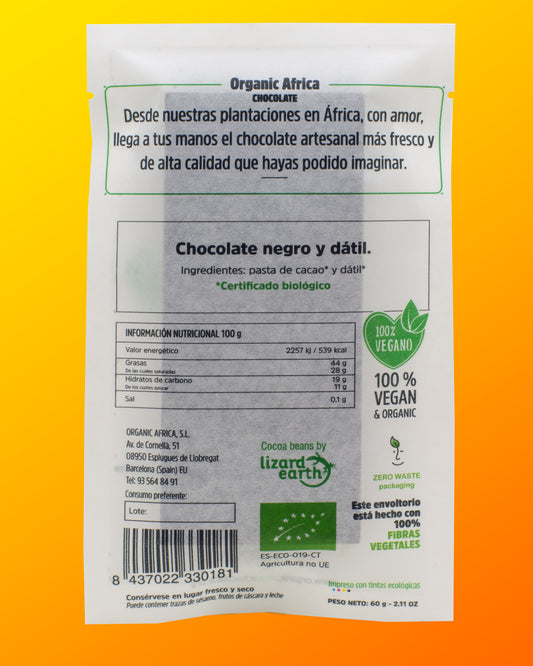 Organic Africa
CHOCOLATE
Desde nuestras plantaciones en África, con amor,
llega a tus manos el chocolate artesanal más fresco y
de alta calidad que hayas podido imaginar.
Chocolate negro y dátil.
Ingredientes: pasta de cacao* y dátil*
*Certificado biológico
INFORMACIÓN NUTRICIONAL 100 g
Valor energético 2257 kj / 539 kcal
Grasas 44 g
De las cuales saturadas 28 g
Hidratos de carbono 19 g
De los cuales azúcar 11 g
Sal 0,1 g
100%
VEGANO
100 %
VEGAN
& ORGANIC
ZERO WASTE
packaging
Este envoltorio
está hecho con
100%
FIBRAS
VEGETALES
ORGANIC AFRICA, S.L.
Av. de Cornellá, 51
08950 Esplugues de Llobregat
Barcelona (Spain) EU
Tel: 93 564 84 91
Consumo preferente:
Lote:
Cocoa beans by
lizard
earth
ES-ECO-019-CT
Agricultura no UE
8 437022 330181
Impreso con tintas ecológicas
Consérvese en lugar fresco y seco
Puede contener trazas de sésamo, frutos de cáscara y leche
PESO NETO: 60 g - 2.11 OZ